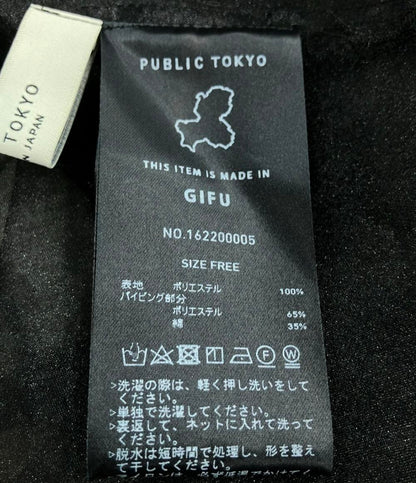 TOKYO
N JAPAN
PUBLIC TOKYO
THIS ITEM IS MADE IN
GIFU
NO.162200005
SIZE FREE
表地 ポリエステル 100%
パイピング部分
ポリエステル 65%
綿 35%
F W
>洗濯の際は、軽く押し洗いをして
ください。
>単独で洗濯してください。
>裏返して、ネットに入れて洗って
ください。
>脱水は短時間で処理し、形を整え
て干してください。